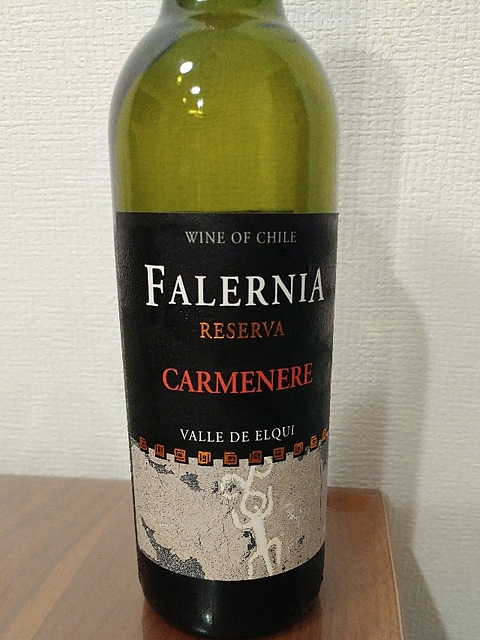 WINE OF CHILE
FALERNIA
RESERVA
CARMENERE
VALLE DE ELQUI